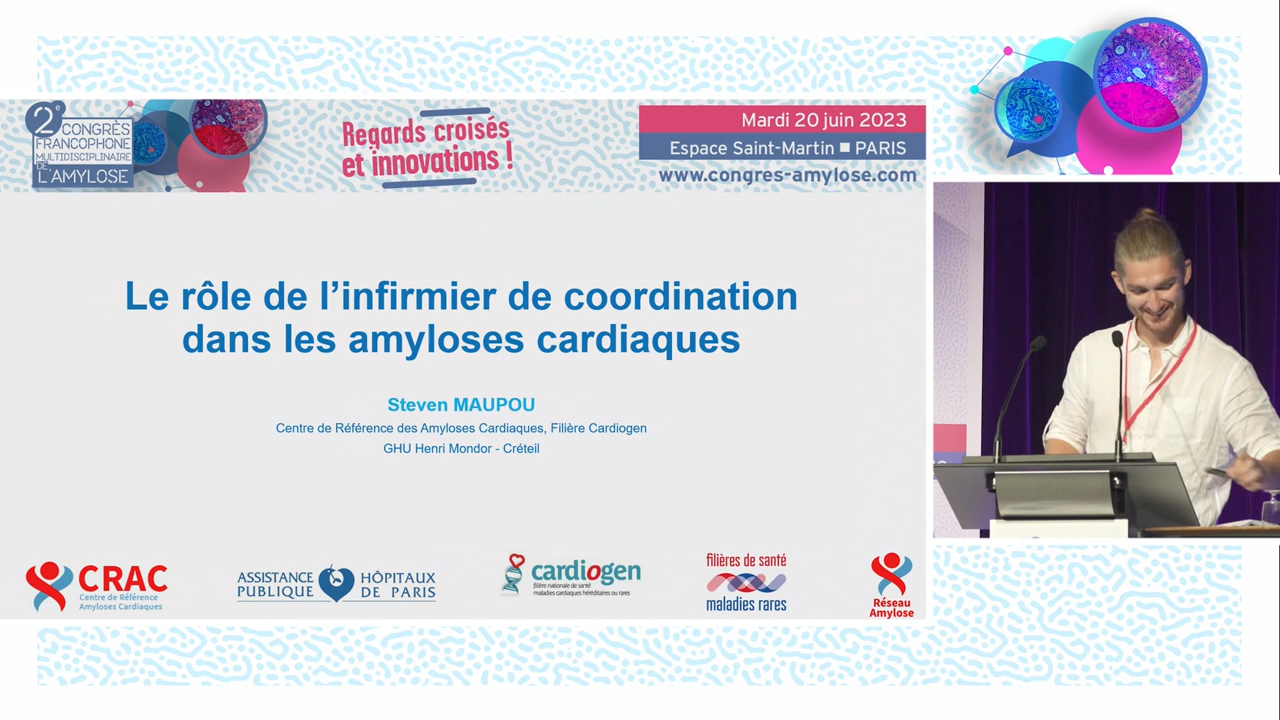 2e CONGRÈS
FRANCOPHONE
MULTIDISCIPLINAIRE
DE
L'AMYLOSE
Regards croisés
et innovations !
Mardi 20 juin 2023
Espace Saint-Martin ■ PARIS
www.congres-amylose.com
Le rôle de l’infirmier de coordination
dans les amyloses cardiaques
Steven MAUPOU
Centre de Référence des Amyloses Cardiaques, Filière Cardiogen
GHU Henri Mondor - Créteil
CRAC
Centre de Référence
Amyloses Cardiaques
ASSISTANCE
PUBLIQUE
HÔPITAUX
DE PARIS
cardiogen
filière nationale de santé
maladies cardiaques héréditaires ou rares
filières de santé
maladies rares
Réseau
Amylose